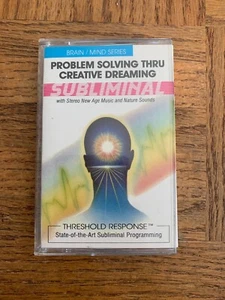 BRAIN / MIND SERIES
PROBLEM SOLVING THRU
CREATIVE DREAMING
SUBLIMINAL
with Stereo New Age Music and Nature Sounds
THRESHOLD RESPONSE™
State-of-the-Art Subliminal Programming